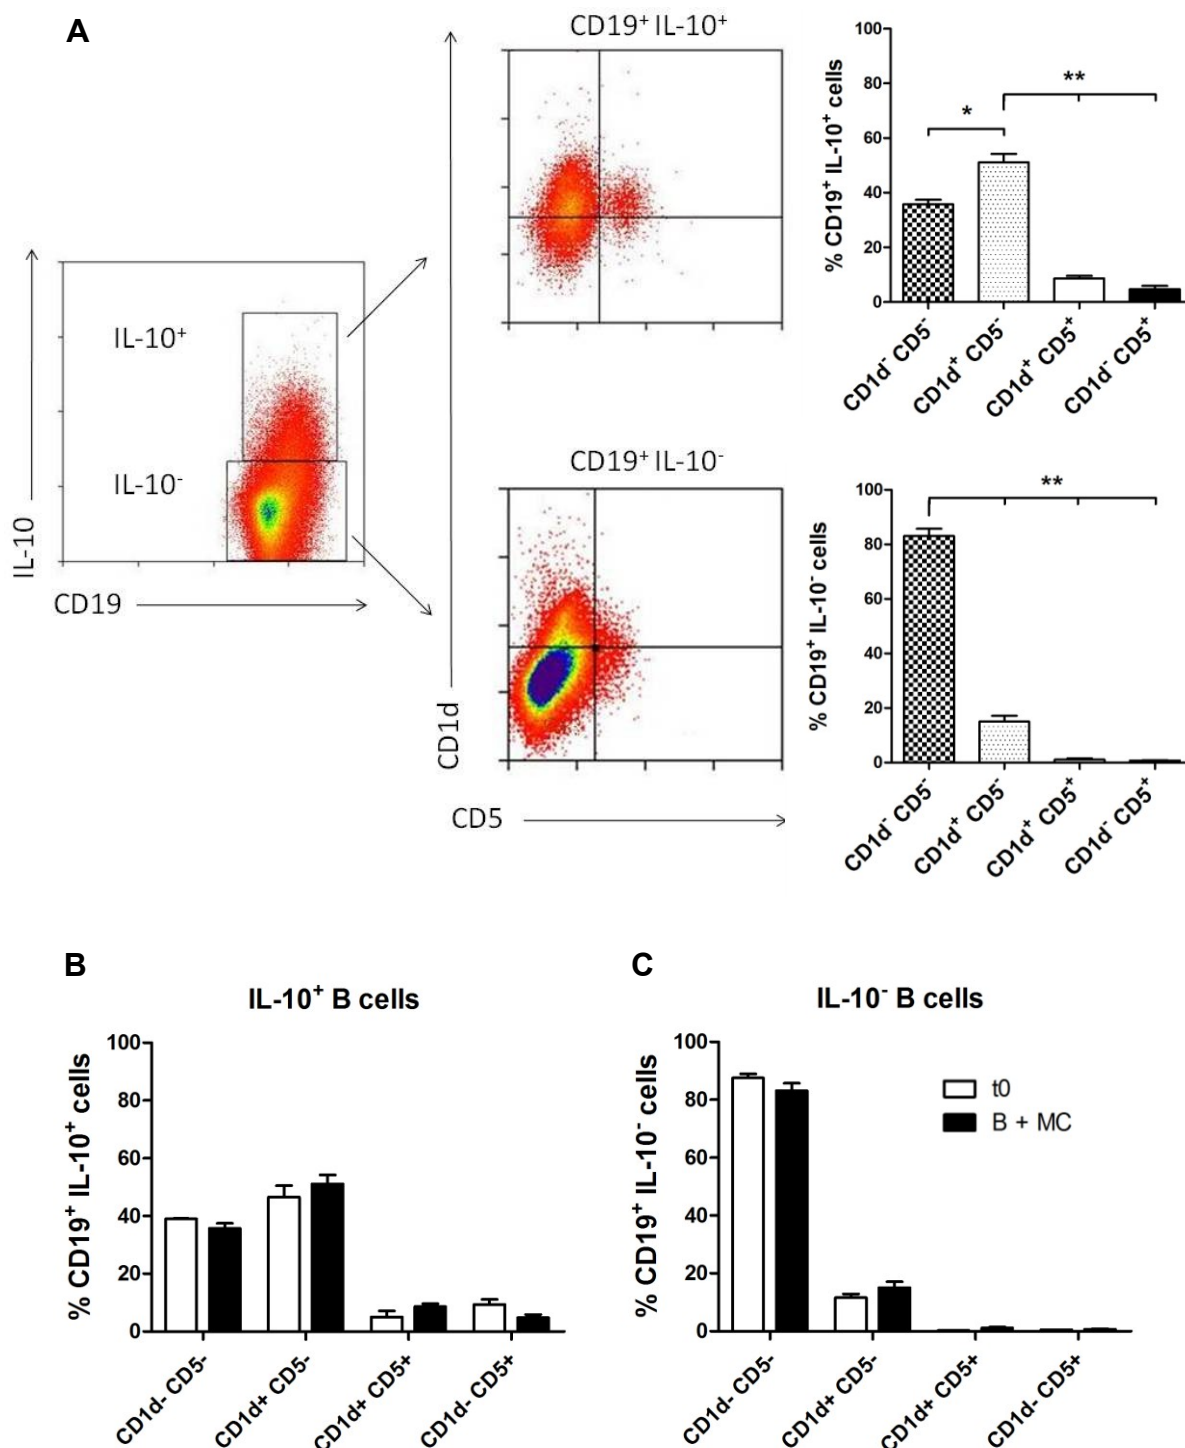 A
CD19⁺ IL-10⁺
IL-10⁺
IL-10⁻
IL-10
CD19
100
80
60
40
20
0
% CD19⁺ IL-10⁺ cells
*
**
CD1d⁻ CD5⁻
CD1d⁺ CD5⁻
CD1d⁺ CD5⁺
CD1d⁻ CD5⁺
CD19⁺ IL-10⁻
CD1d
CD5
100
80
60
40
20
0
% CD19⁺ IL-10⁻ cells
**
CD1d⁻ CD5⁻
CD1d⁺ CD5⁻
CD1d⁺ CD5⁺
CD1d⁻ CD5⁺
B
IL-10⁺ B cells
100
80
60
40
20
0
% CD19⁺ IL-10⁺ cells
CD1d- CD5-
CD1d+ CD5-
CD1d+ CD5+
CD1d- CD5+
C
IL-10⁻ B cells
100
80
60
40
20
0
% CD19⁺ IL-10⁻ cells
t0
B + MC
CD1d- CD5-
CD1d+ CD5-
CD1d+ CD5+
CD1d- CD5+